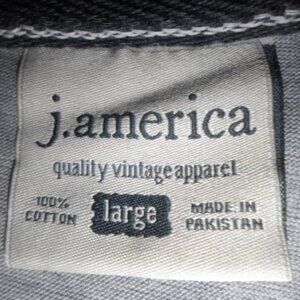 j.america
quality vintage apparel
100% COTTON
large
MADE IN PAKISTAN